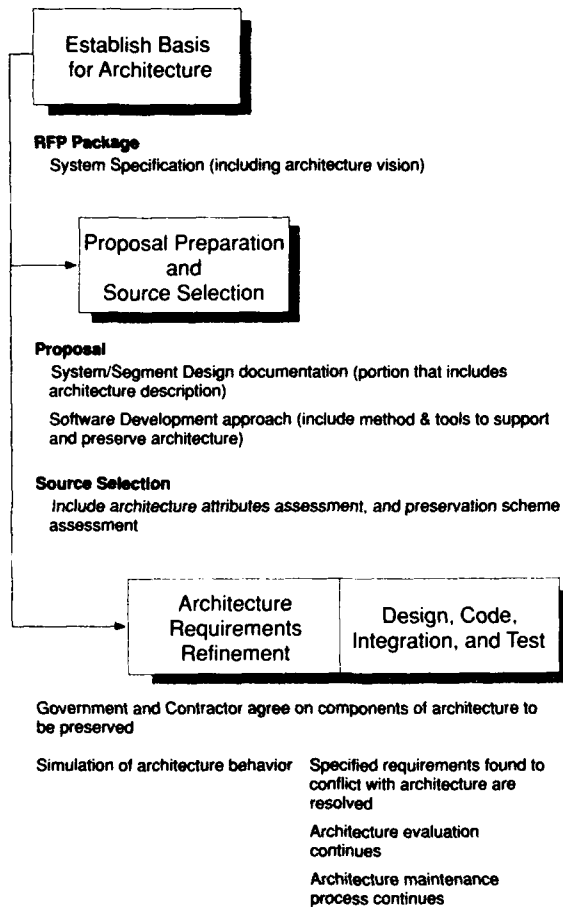 Establish Basis
for Architecture
RFP Package
System Specification (including architecture vision)
Proposal Preparation
and
Source Selection
Proposal
System/Segment Design documentation (portion that includes
architecture description)
Software Development approach (include method & tools to support
and preserve architecture)
Source Selection
Include architecture attributes assessment, and preservation scheme
assessment
Architecture
Requirements
Refinement
Design, Code,
Integration, and Test
Government and Contractor agree on components of architecture to
be preserved
Simulation of architecture behavior
Specified requirements found to
conflict with architecture are
resolved
Architecture evaluation
continues
Architecture maintenance
process continues